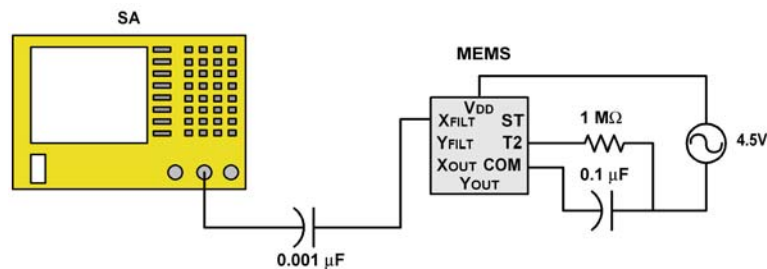 SA
MEMS
VDD
XFILT ST
YFILT T2
XOUT COM
YOUT
1 MΩ
0.1 µF
4.5V
0.001 µF